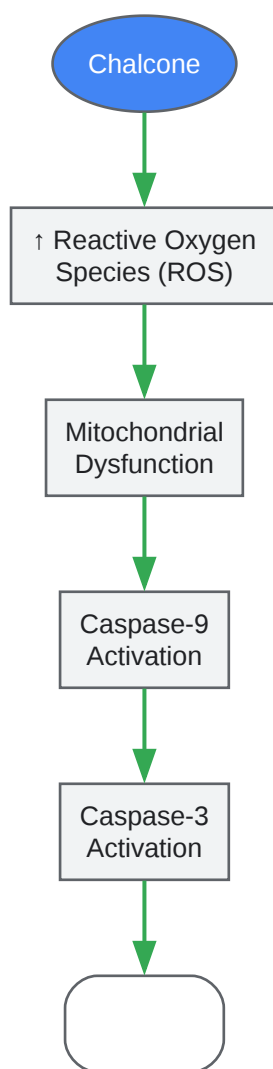 Chalcone
↑ Reactive Oxygen
Species (ROS)
Mitochondrial
Dysfunction
Caspase-9
Activation
Caspase-3
Activation